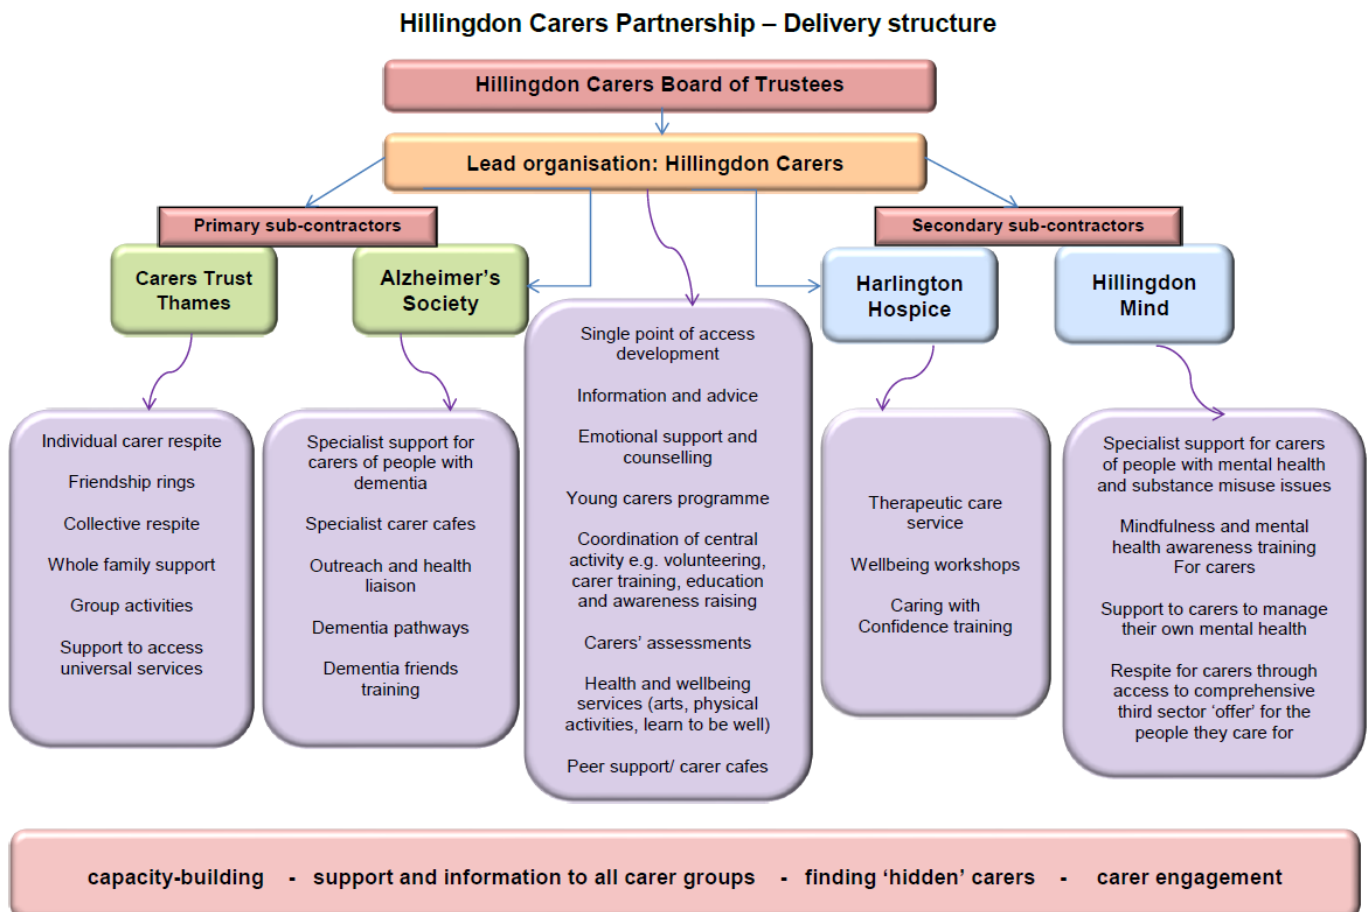 Hillingdon Carers Partnership – Delivery structure
Hillingdon Carers Board of Trustees
Lead organisation: Hillingdon Carers
Primary sub-contractors
Secondary sub-contractors
Carers Trust
Thames
Alzheimer’s
Society
Harlington
Hospice
Hillingdon
Mind
Individual carer respite
Friendship rings
Collective respite
Whole family support
Group activities
Support to access
universal services
Specialist support for
carers of people with
dementia
Specialist carer cafes
Outreach and health
liaison
Dementia pathways
Dementia friends
training
Single point of access
development
Information and advice
Emotional support and
counselling
Young carers programme
Coordination of central
activity e.g. volunteering,
carer training, education
and awareness raising
Carers’ assessments
Health and wellbeing
services (arts, physical
activities, learn to be well)
Peer support/ carer cafes
Therapeutic care
service
Wellbeing workshops
Caring with
Confidence training
Specialist support for carers
of people with mental health
and substance misuse issues
Mindfulness and mental
health awareness training
For carers
Support to carers to manage
their own mental health
Respite for carers through
access to comprehensive
third sector ‘offer’ for the
people they care for
capacity-building - support and information to all carer groups - finding ‘hidden’ carers - carer engagement